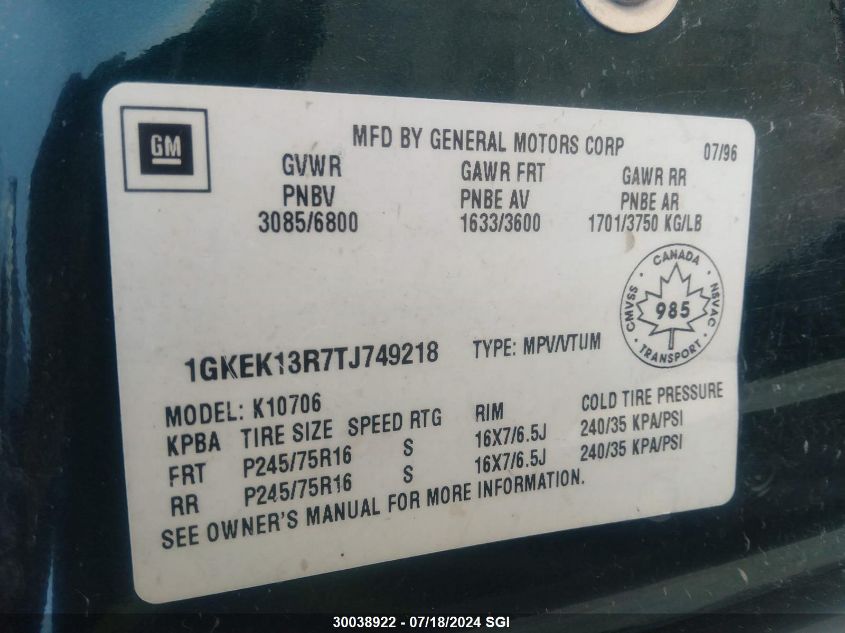 GM
MFD BY GENERAL MOTORS CORP 07/96
GVWR GAWR FRT GAWR RR
PNBV PNBE AV PNBE AR
3085/6800 1633/3600 1701/3750 KG/LB
CANADA
CMVSS 985 NSVAC
TRANSPORT
1GKEK13R7TJ749218 TYPE: MPV/VTUM
MODEL: K10706
KPBA TIRE SIZE SPEED RTG RIM COLD TIRE PRESSURE
FRT P245/75R16 S 16X7/6.5J 240/35 KPA/PSI
RR P245/75R16 S 16X7/6.5J 240/35 KPA/PSI
SEE OWNER'S MANUAL FOR MORE INFORMATION.
30038922 - 07/18/2024 SGI